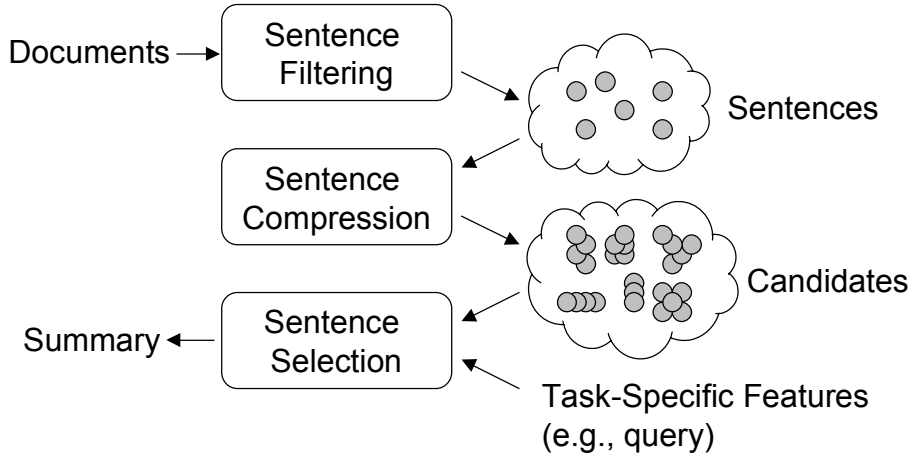 Documents
Sentence
Filtering
Sentences
Sentence
Compression
Candidates
Sentence
Selection
Summary
Task-Specific Features
(e.g., query)